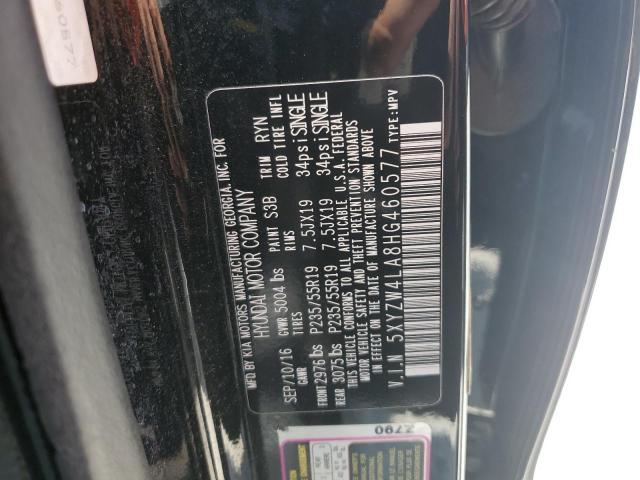 MFD.BY KIA MOTORS MANUFACTURING GEORGIA, INC. FOR
HYUNDAI MOTOR COMPANY
SEP/10/16 GVWR 5004 lbs PAINT S3B TRIM RYN
GAWR TIRES RIMS COLD TIRE INFL
FRONT 2976 lbs P235/55R19 7.5JX19 34psi SINGLE
REAR 3075 lbs P235/55R19 7.5JX19 34psi SINGLE
THIS VEHICLE CONFORMS TO ALL APPLICABLE U.S.A. FEDERAL
MOTOR VEHICLE SAFETY AND THEFT PREVENTION
STANDARDS IN EFFECT ON THE DATE OF MANUFACTURE SHOWN ABOVE
V.I.N 5XYZW4LA8HG460577 TYPE:MPV
2790
60577